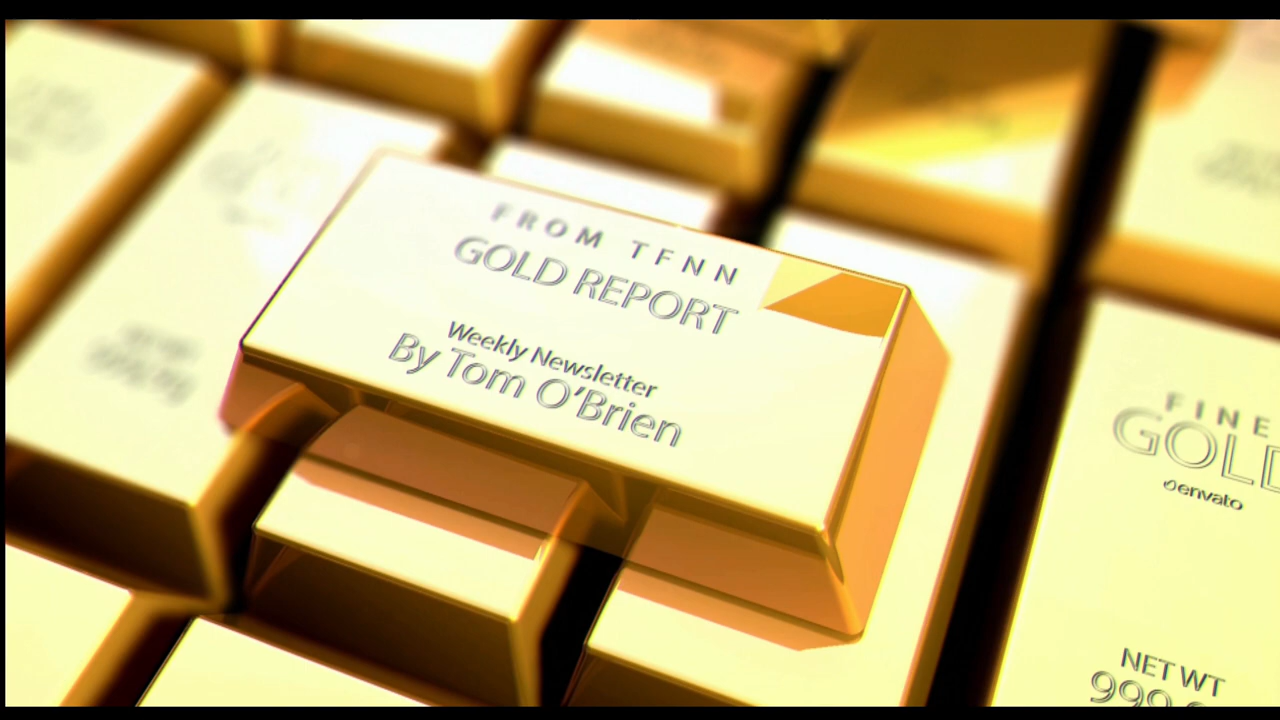 FROM TFNN
GOLD REPORT
Weekly Newsletter
By Tom O'Brien
FINE
GOLD
envato
NET WT